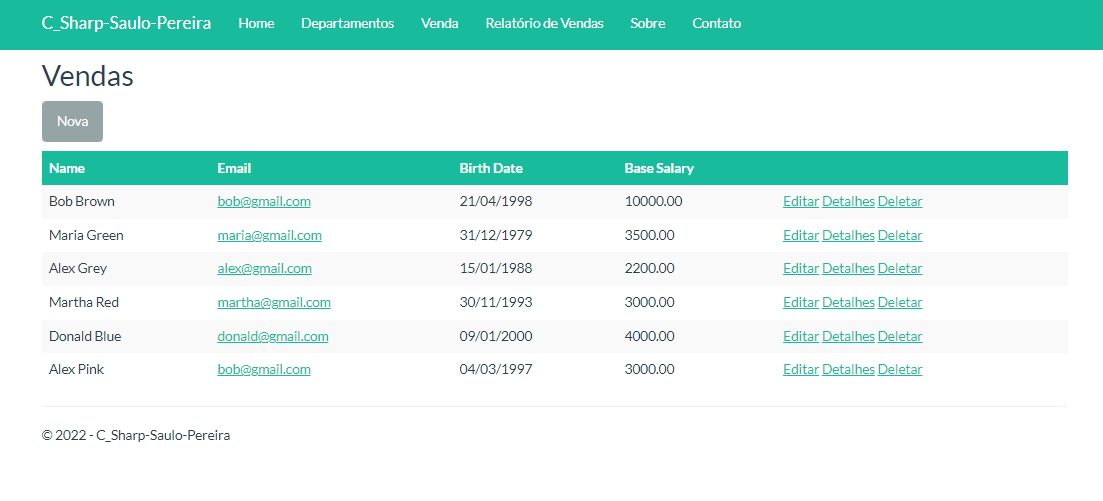 C_Sharp-Saulo-Pereira Home Departamentos Venda Relatório de Vendas Sobre Contato
Vendas
Nova
Name Email Birth Date Base Salary
Bob Brown bob@gmail.com 21/04/1998 10000.00 Editar Detalhes Deletar
Maria Green maria@gmail.com 31/12/1979 3500.00 Editar Detalhes Deletar
Alex Grey alex@gmail.com 15/01/1988 2200.00 Editar Detalhes Deletar
Martha Red martha@gmail.com 30/11/1993 3000.00 Editar Detalhes Deletar
Donald Blue donald@gmail.com 09/01/2000 4000.00 Editar Detalhes Deletar
Alex Pink bob@gmail.com 04/03/1997 3000.00 Editar Detalhes Deletar
© 2022 - C_Sharp-Saulo-Pereira